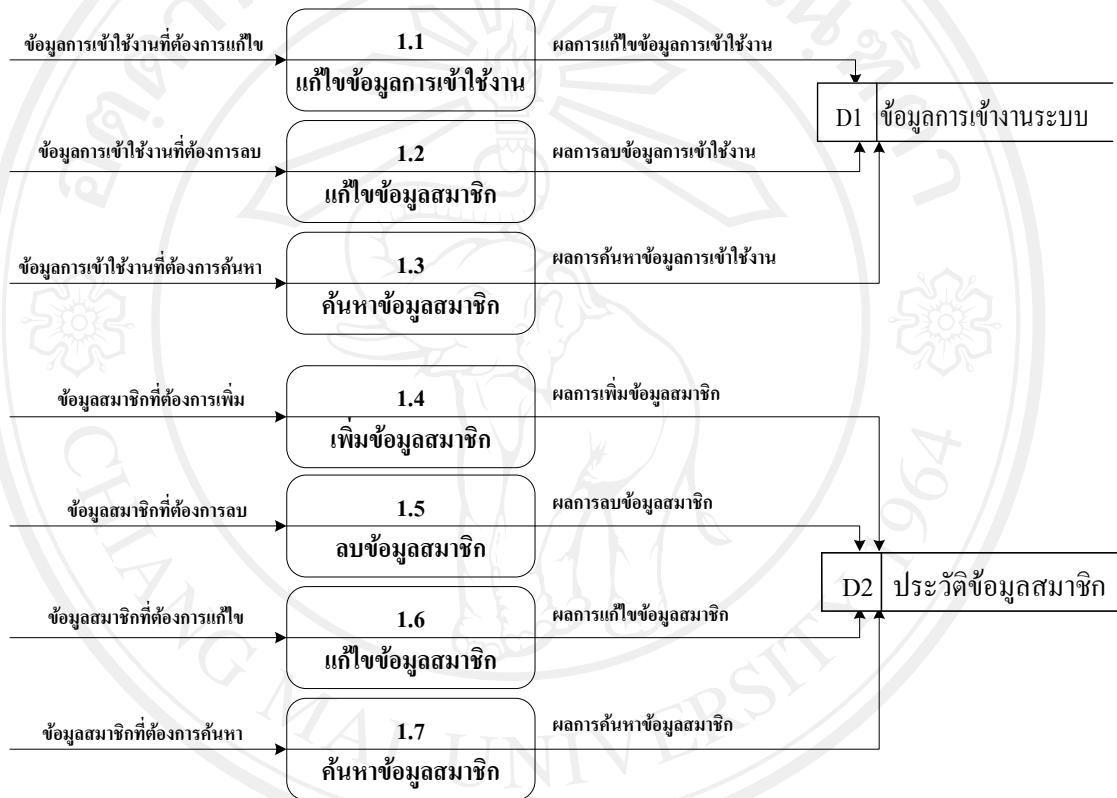 ข้อมูลการเข้าใช้งานที่ต้องการแก้ไข
1.1
แก้ไขข้อมูลการเข้าใช้งาน
ผลการแก้ไขข้อมูลการเข้าใช้งาน
D1 ข้อมูลการเข้างานระบบ
ข้อมูลการเข้าใช้งานที่ต้องการลบ
1.2
แก้ไขข้อมูลสมาชิก
ผลการลบข้อมูลการเข้าใช้งาน
ข้อมูลการเข้าใช้งานที่ต้องการค้นหา
1.3
ค้นหาข้อมูลสมาชิก
ผลการค้นหาข้อมูลการเข้าใช้งาน
ข้อมูลสมาชิกที่ต้องการเพิ่ม
1.4
เพิ่มข้อมูลสมาชิก
ผลการเพิ่มข้อมูลสมาชิก
ข้อมูลสมาชิกที่ต้องการลบ
1.5
ลบข้อมูลสมาชิก
ผลการลบข้อมูลสมาชิก
D2 ประวัติข้อมูลสมาชิก
ข้อมูลสมาชิกที่ต้องการแก้ไข
1.6
แก้ไขข้อมูลสมาชิก
ผลการแก้ไขข้อมูลสมาชิก
ข้อมูลสมาชิกที่ต้องการค้นหา
1.7
ค้นหาข้อมูลสมาชิก
ผลการค้นหาข้อมูลสมาชิก
CHIANG MAI UNIVERSIT 1964